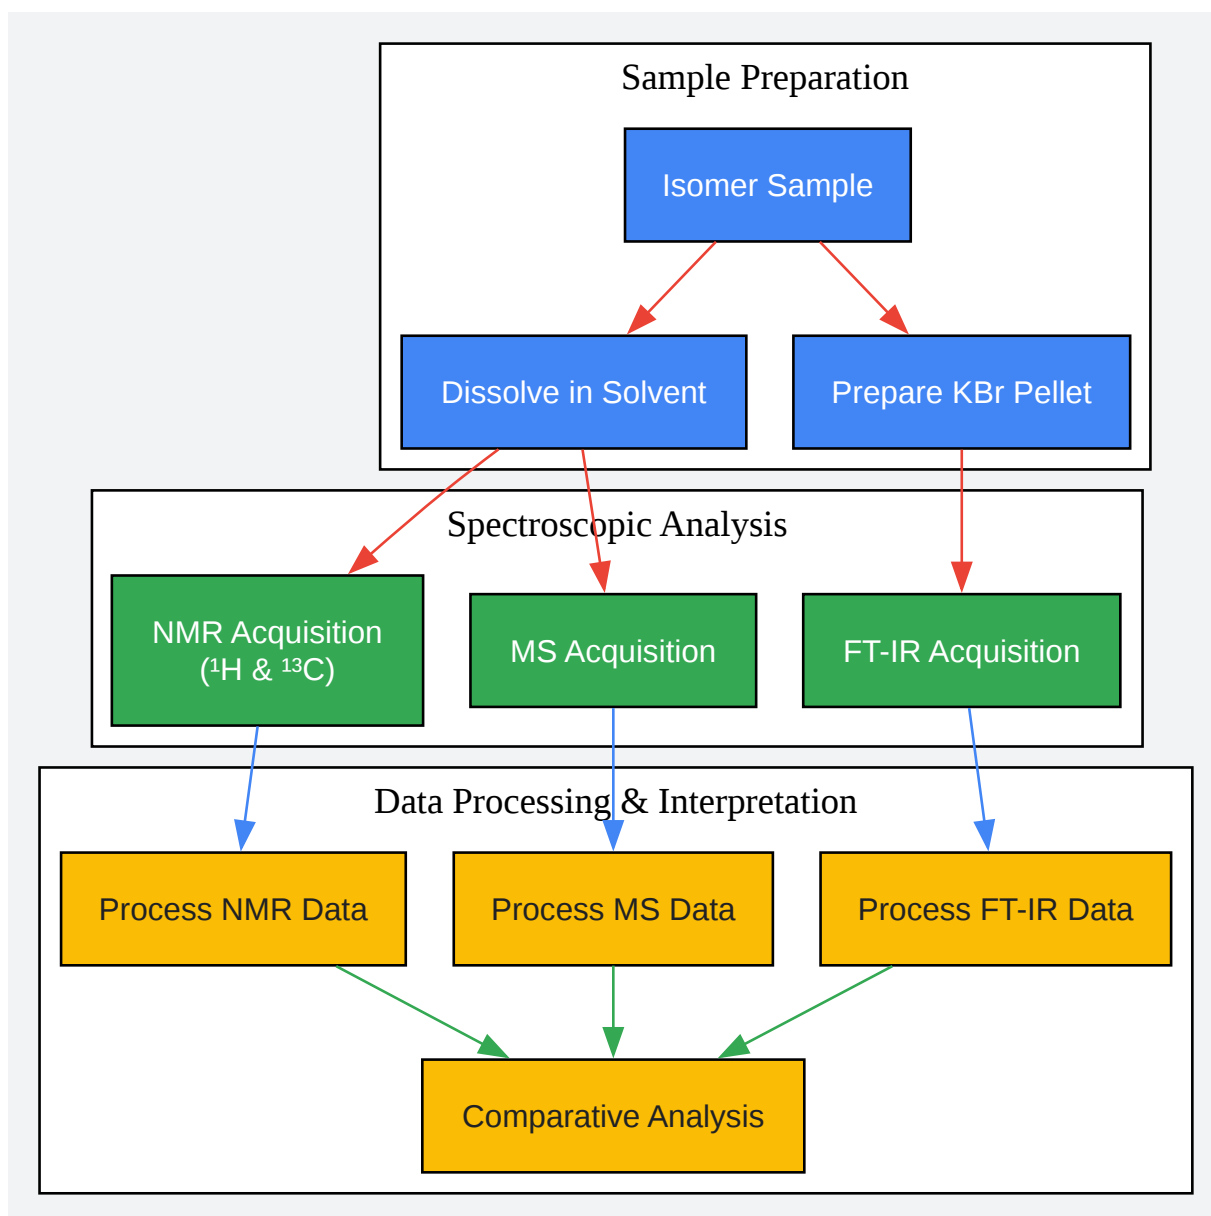 Sample Preparation
Isomer Sample
Dissolve in Solvent
Prepare KBr Pellet
Spectroscopic Analysis
NMR Acquisition
(¹H & ¹³C)
MS Acquisition
FT-IR Acquisition
Data Processing & Interpretation
Process NMR Data
Process MS Data
Process FT-IR Data
Comparative Analysis